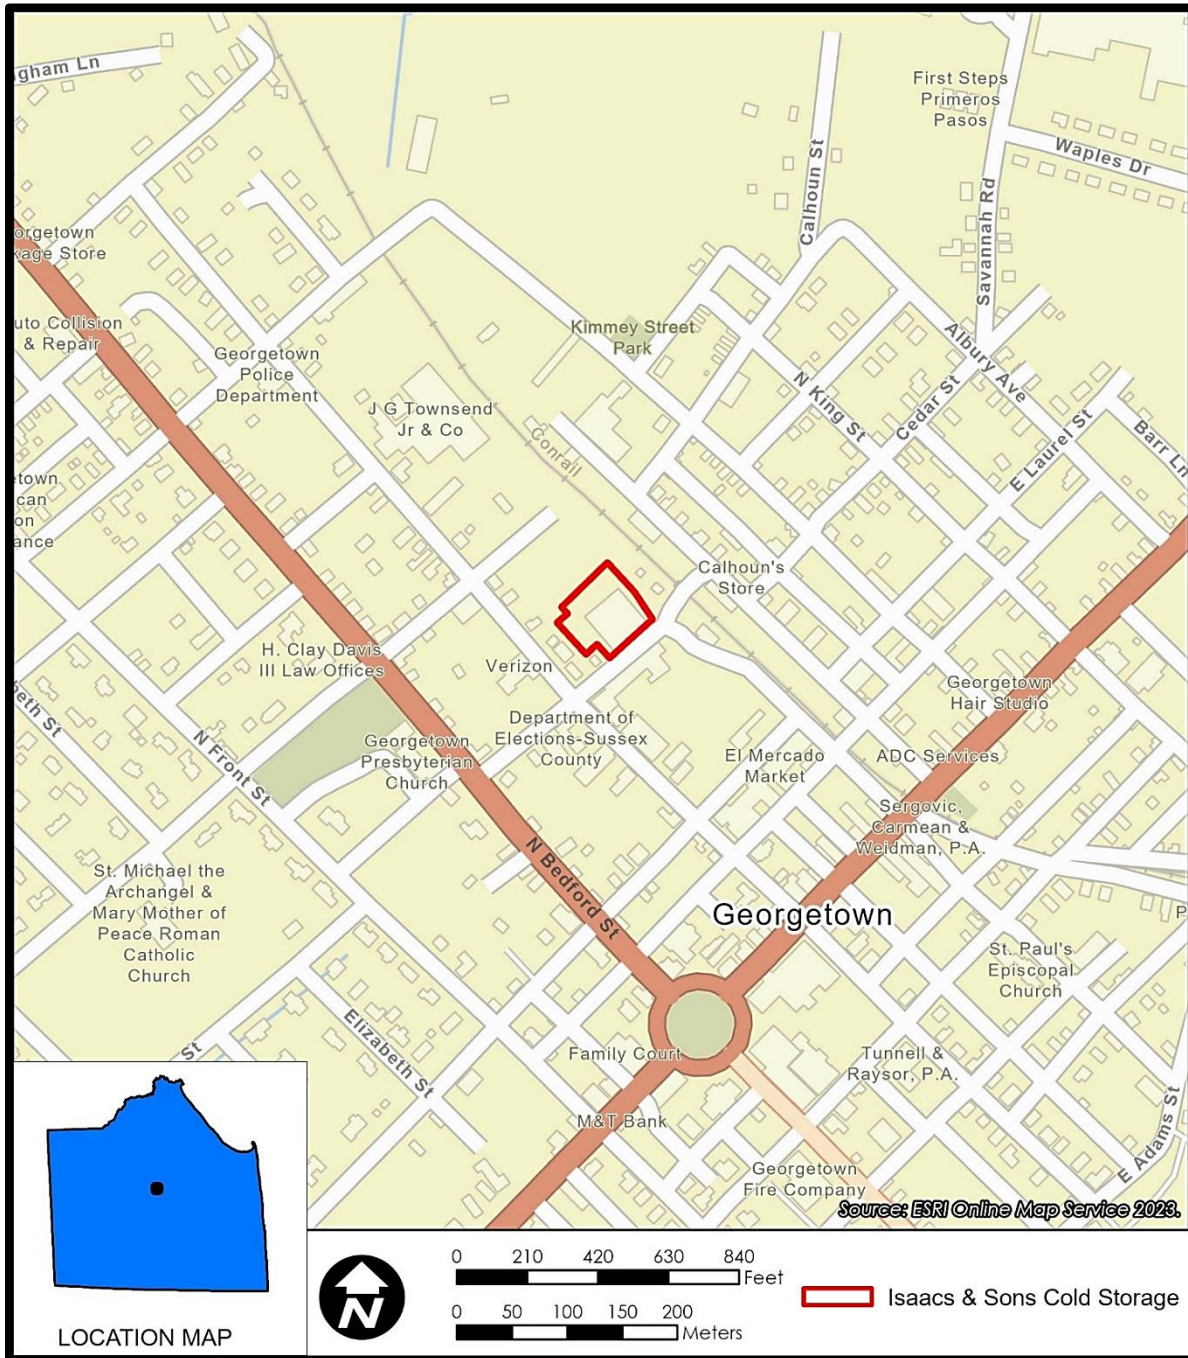 gham Ln
First Steps
Primeros
Pasos
Waples Dr
Calhoun St
Savannah Rd
orgetown
kage Store
uto Collision
& Repair
Georgetown
Police
Department
Kimmey Street
Park
Albury Ave
J G Townsend
Jr & Co
N King St
Cedar St
E Laurel St
Barr Ln
Conrail
etown
can
on
ance
Calhoun's
Store
H. Clay Davis
III Law Offices
Verizon
Georgetown
Hair Studio
beth St
N Front St
Department of
Elections-Sussex
County
Georgetown
Presbyterian
Church
El Mercado
Market
ADC Services
Sergovic,
Carmean &
Weidman, P.A.
N Bedford St
St. Michael the
Archangel &
Mary Mother of
Peace Roman
Catholic
Church
Georgetown
P
St. Paul's
Episcopal
Church
Elizabeth St
St
Family Court
Tunnell &
Raysor, P.A.
M&T Bank
E Adams St
Georgetown
Fire Company
Source: ESRI Online Map Service 2023.
LOCATION MAP
N
0 210 420 630 840
Feet
0 50 100 150 200
Meters
Isaacs & Sons Cold Storage